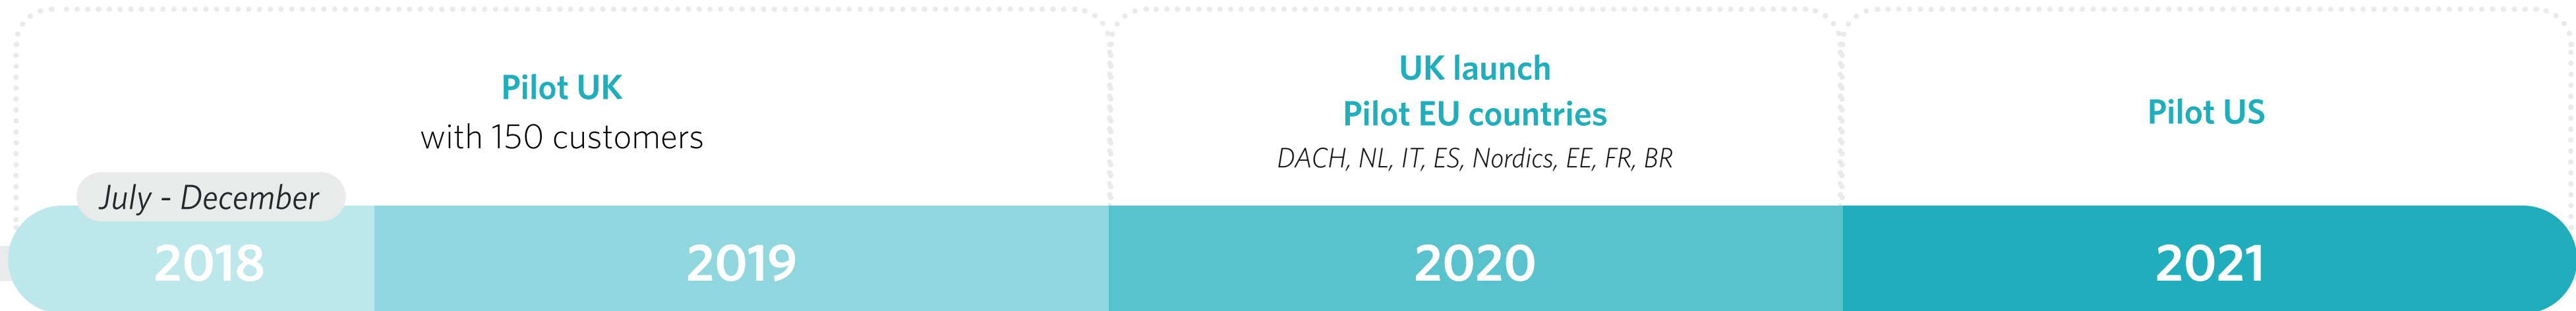 Pilot UK
with 150 customers
UK launch
Pilot EU countries
DACH, NL, IT, ES, Nordics, EE, FR, BR
Pilot US
July - December
2018
2019
2020
2021